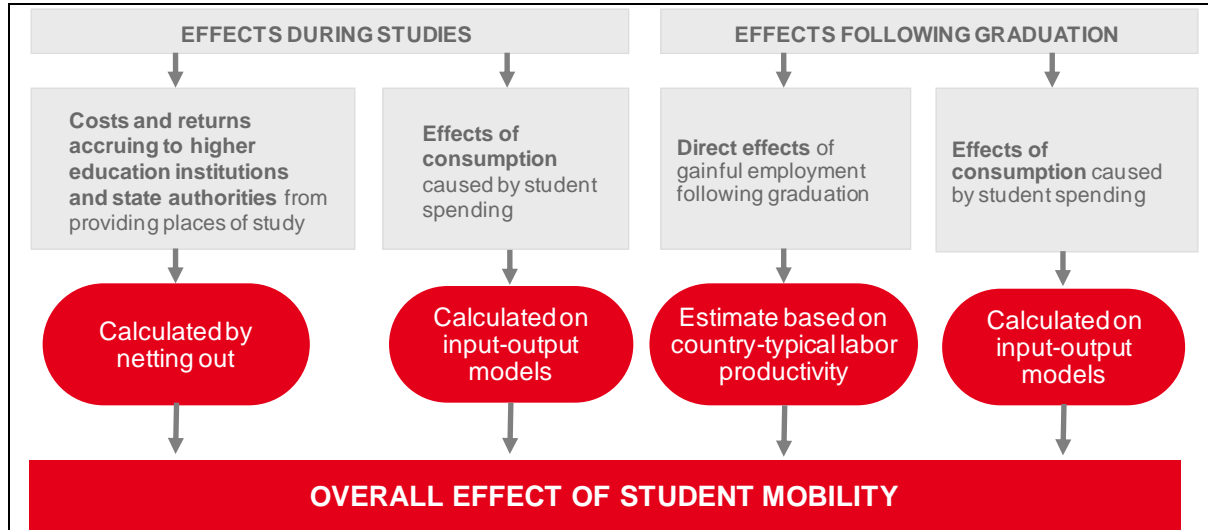 EFFECTS DURING STUDIES
EFFECTS FOLLOWING GRADUATION
Costs and returns
accruing to higher
education institutions
and state authorities from
providing places of study
Effects of
consumption
caused by student
spending
Direct effects of
gainful employment
following graduation
Effects of
consumption caused
by student spending
Calculated by
netting out
Calculated on
input-output
models
Estimate based on
country-typical labor
productivity
Calculated on
input-output
models
OVERALL EFFECT OF STUDENT MOBILITY